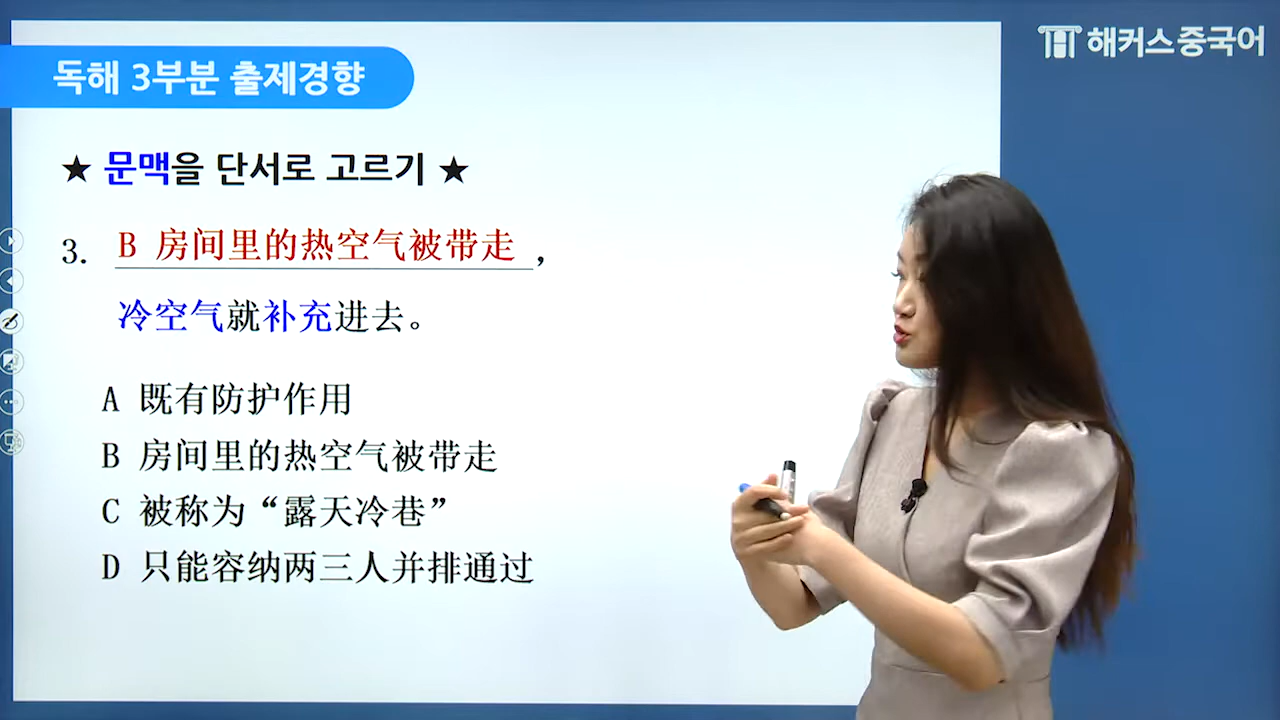 해커스중국어
독해 3부분 출제경향
★ 문맥을 단서로 고르기 ★
3. B 房间里的热空气被带走，
冷空气就补充进去。
A 既有防护作用
B 房间里的热空气被带走
C 被称为“露天冷巷”
D 只能容纳两三人并排通过